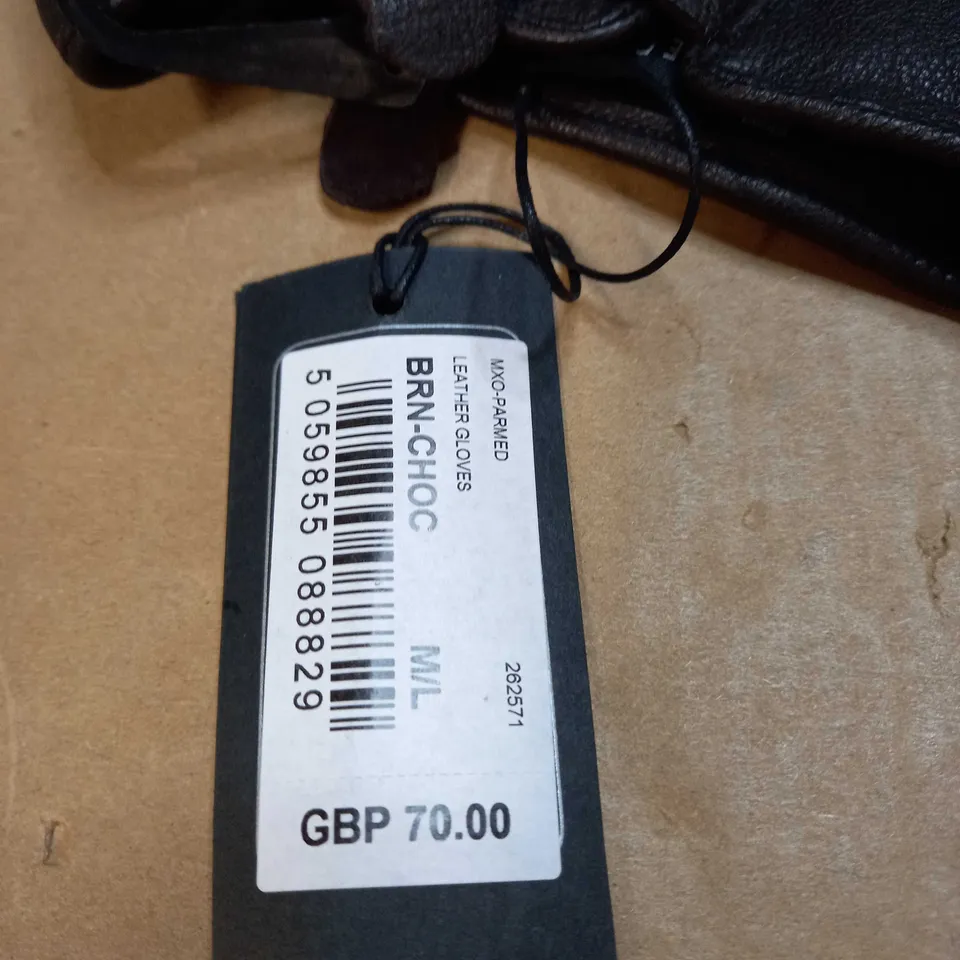 MXO-PARMED 262571
LEATHER GLOVES
BRN-CHOC M/L
5 059855 088829
GBP 70.00